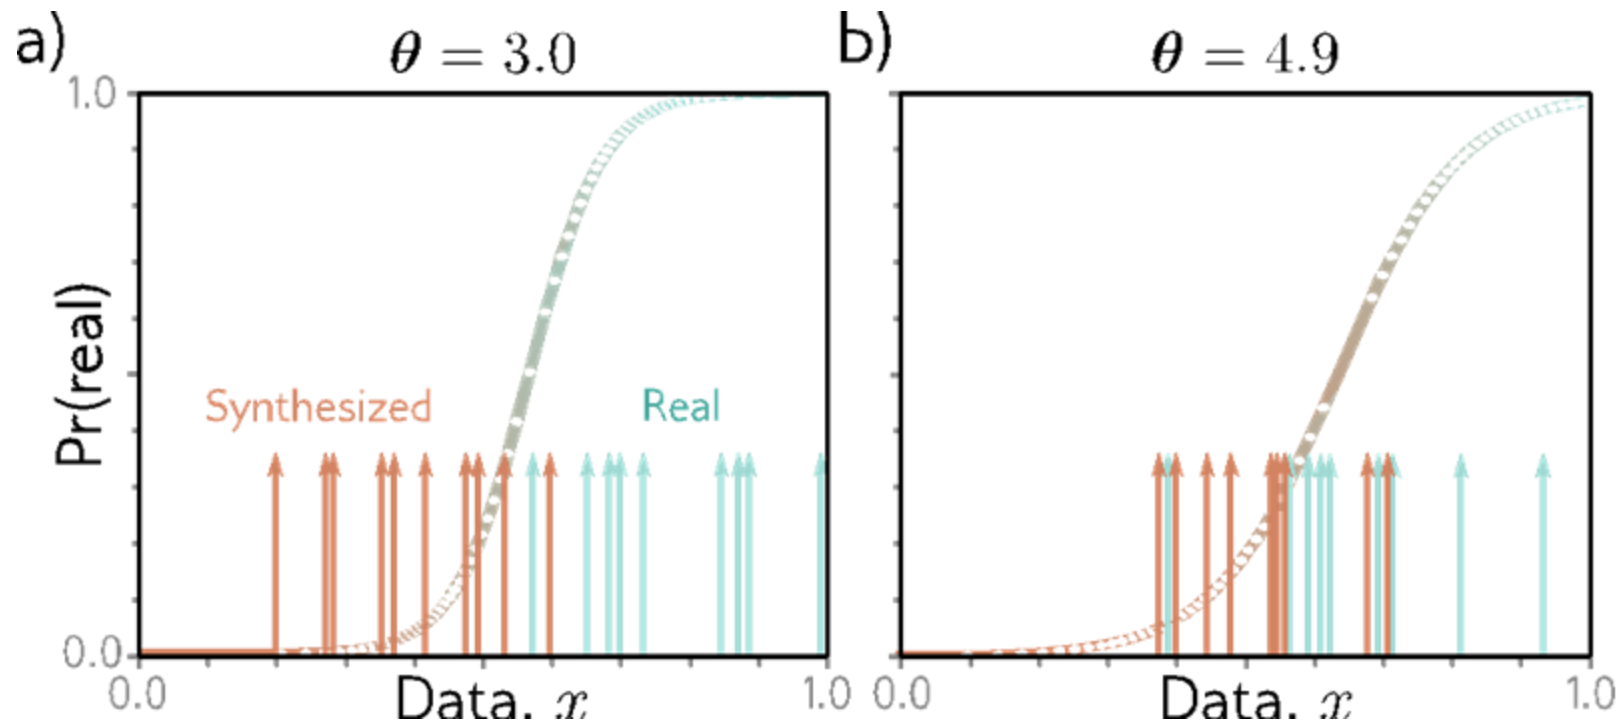 a)
θ = 3.0
b)
θ = 4.9
1.0
Pr(real)
Synthesized
Real
0.0
0.0
Data, x
1.0
0.0
Data, x
1.0